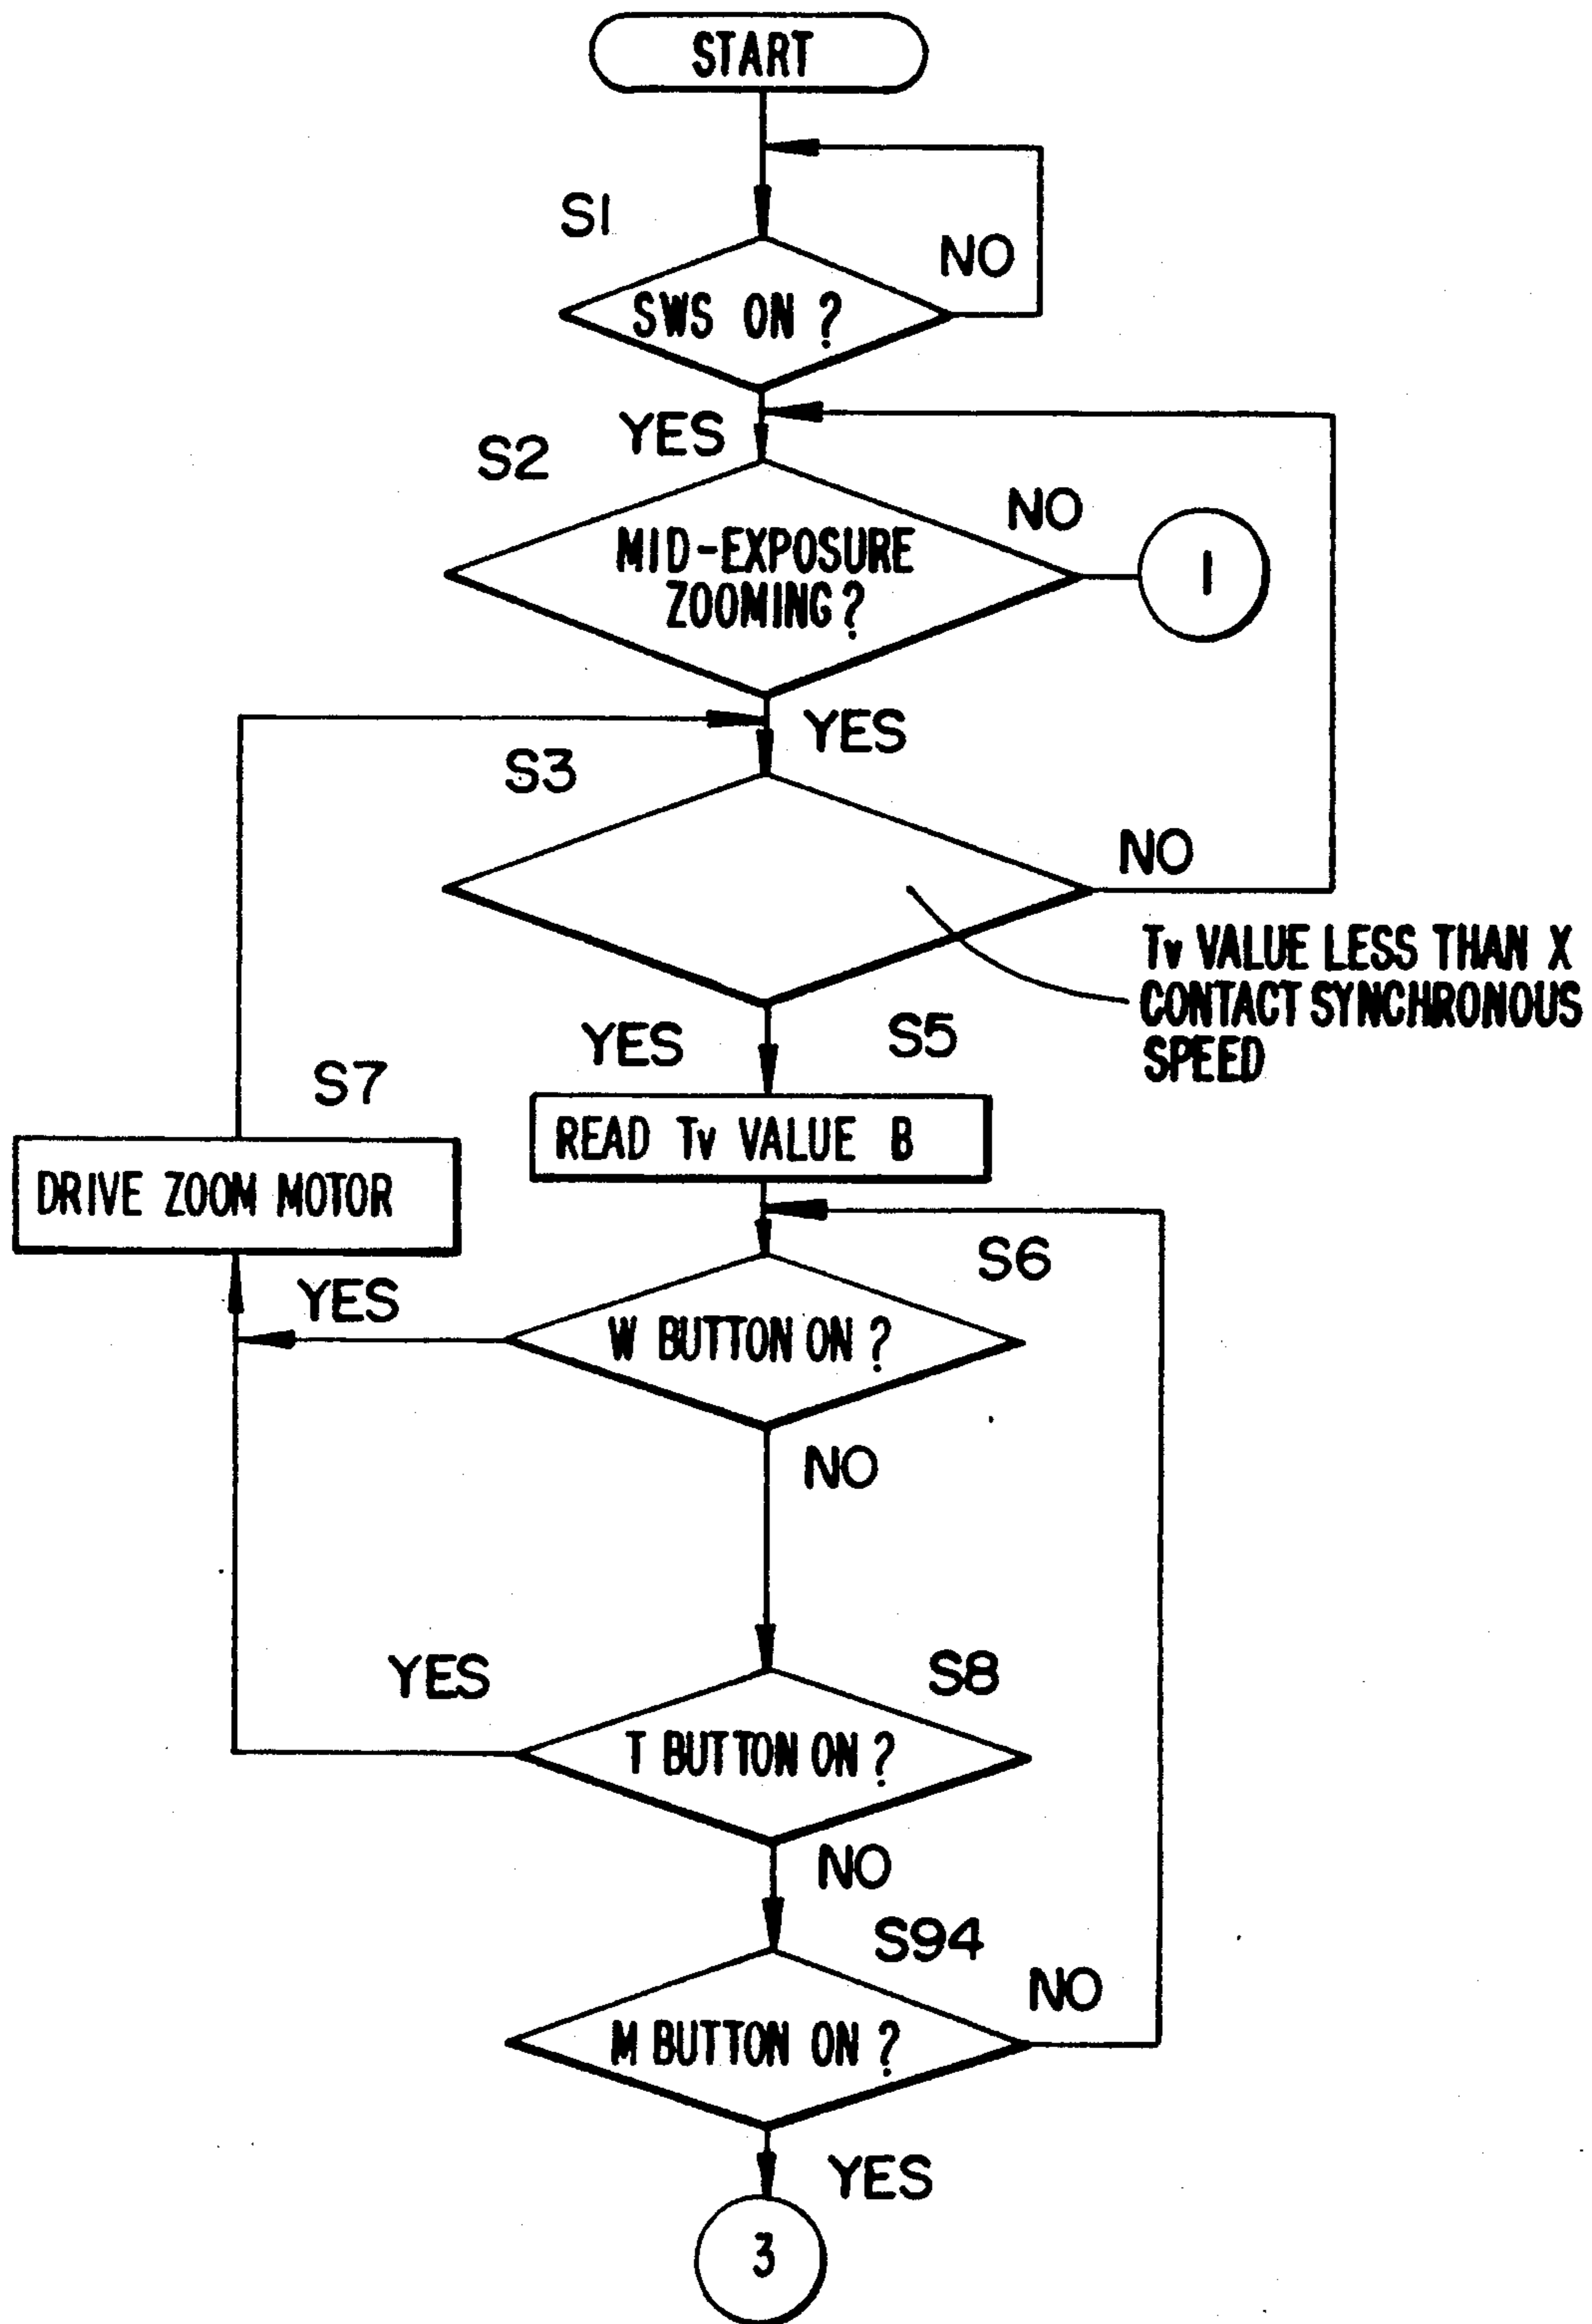 START
S1
NO
SWS ON ?
YES
S2
NO
MID-EXPOSURE
ZOOMING?
1
YES
S3
NO
Tv VALUE LESS THAN X
CONTACT SYNCHRONOUS
SPEED
YES
S5
S7
READ Tv VALUE B
DRIVE ZOOM MOTOR
S6
YES
W BUTTON ON ?
NO
YES
S8
T BUTTON ON ?
NO
S94
NO
M BUTTON ON ?
YES
3